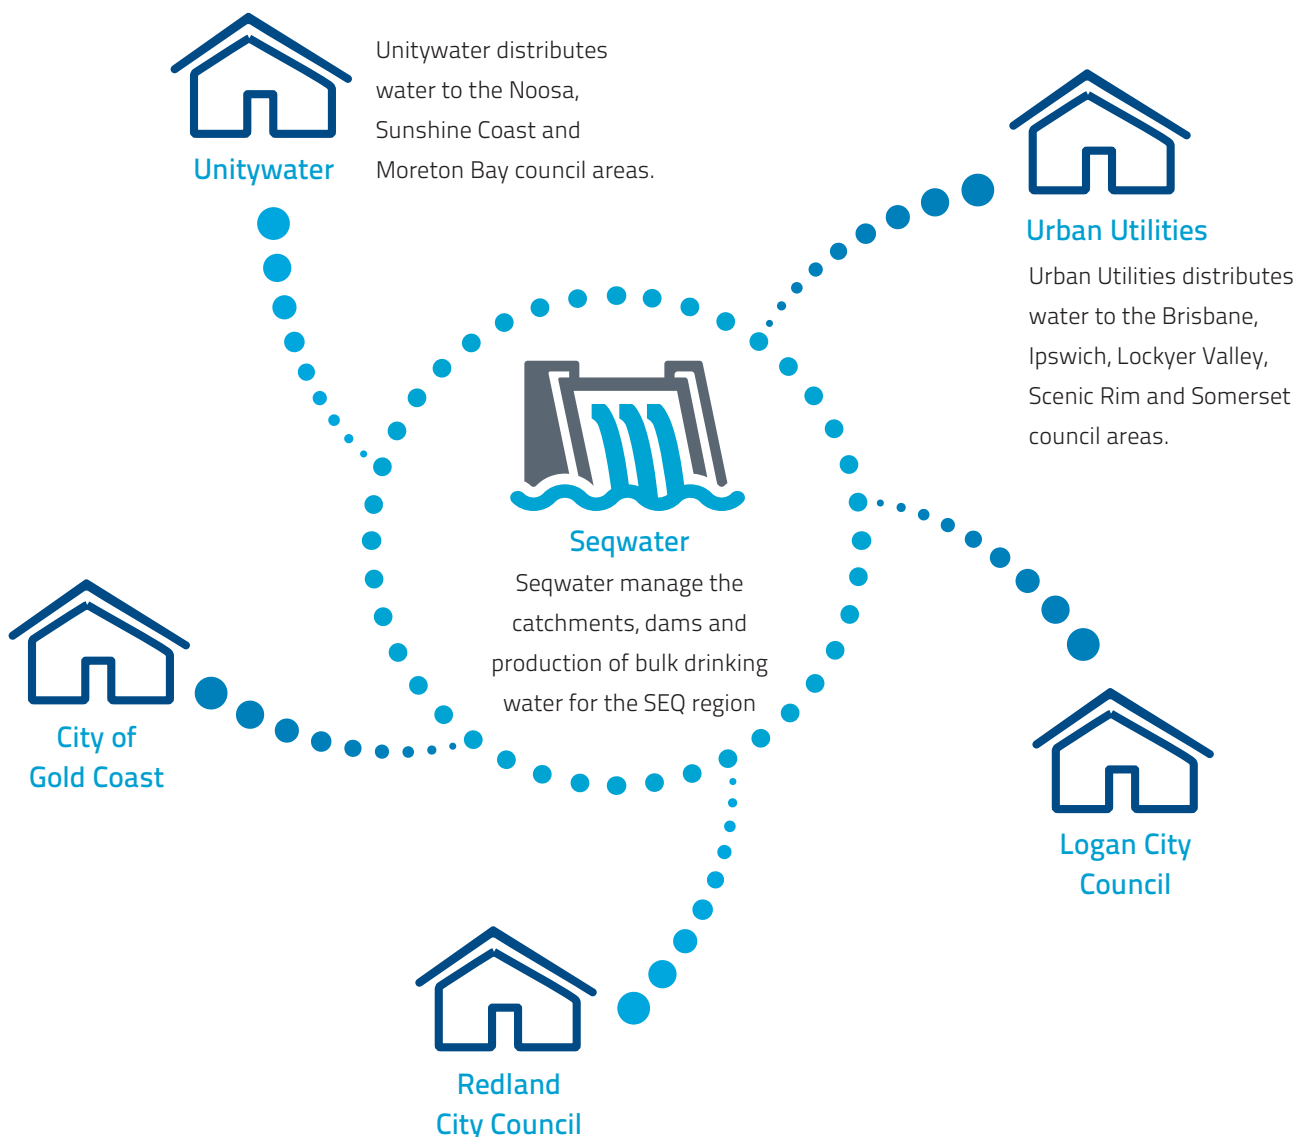 Unitywater
Unitywater distributes
water to the Noosa,
Sunshine Coast and
Moreton Bay council areas.
Urban Utilities
Urban Utilities distributes
water to the Brisbane,
Ipswich, Lockyer Valley,
Scenic Rim and Somerset
council areas.
Seqwater
Seqwater manage the
catchments, dams and
production of bulk drinking
water for the SEQ region
City of
Gold Coast
Logan City
Council
Redland
City Council